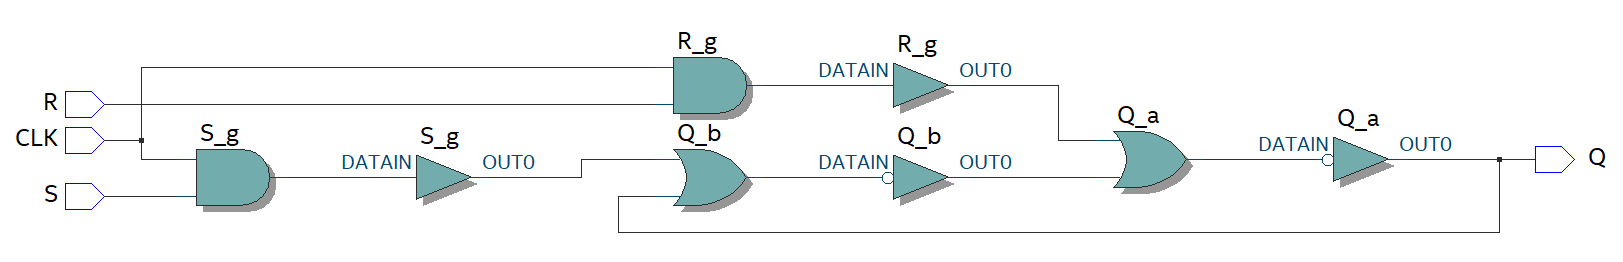 R_g
R_g
DATAIN
OUT0
R
CLK
S_g
S_g
Q_b
Q_b
Q_a
Q_a
DATAIN
OUT0
DATAIN
OUT0
DATAIN
OUT0
Q
S